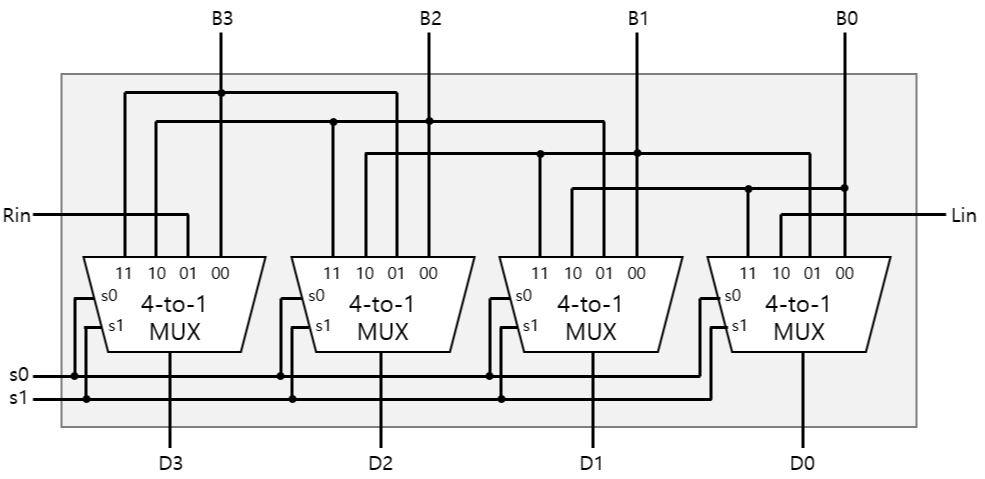 B3 B2 B1 B0
Rin Lin
11 10 01 00 11 10 01 00 11 10 01 00 11 10 01 00
s0 4-to-1 s0 4-to-1 s0 4-to-1 s0 4-to-1
s1 MUX s1 MUX s1 MUX s1 MUX
s0
s1
D3 D2 D1 D0